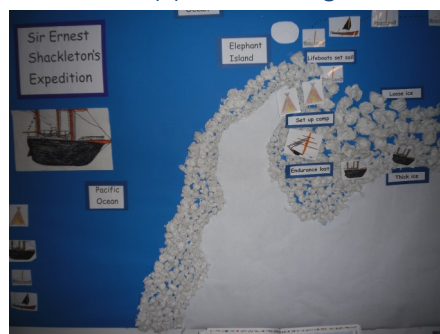 Sir Ernest
Shackleton's
Expedition
Elephant
Island
Lifeboats set sail
Loose ice
Set up camp
Endurance lost
Thick ice
Pacific
Ocean